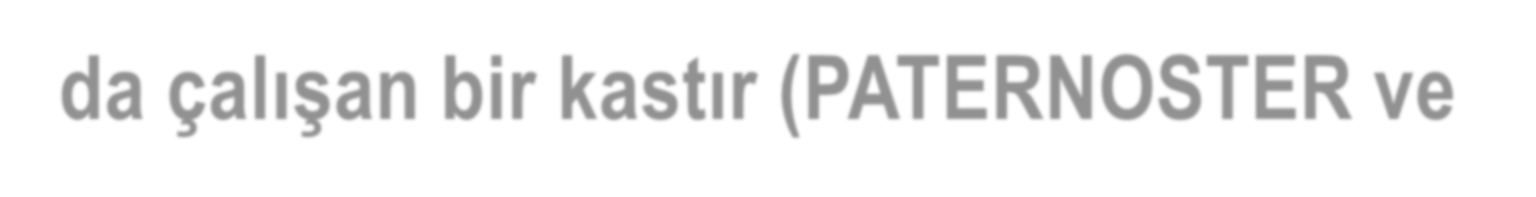 da çalışan bir kastır (PATERNOSTER ve